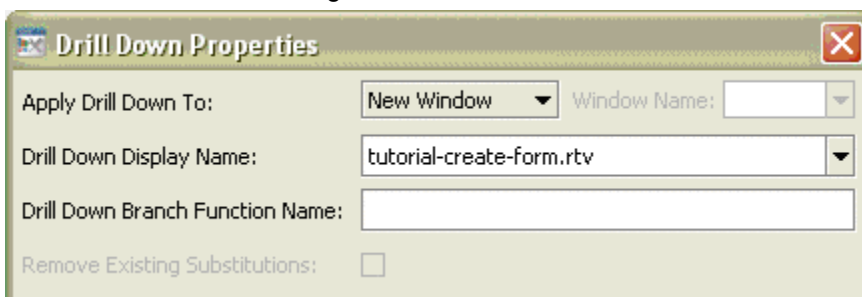 Drill Down Properties
Apply Drill Down To: New Window Window Name:
Drill Down Display Name: tutorial-create-form.rtv
Drill Down Branch Function Name:
Remove Existing Substitutions: